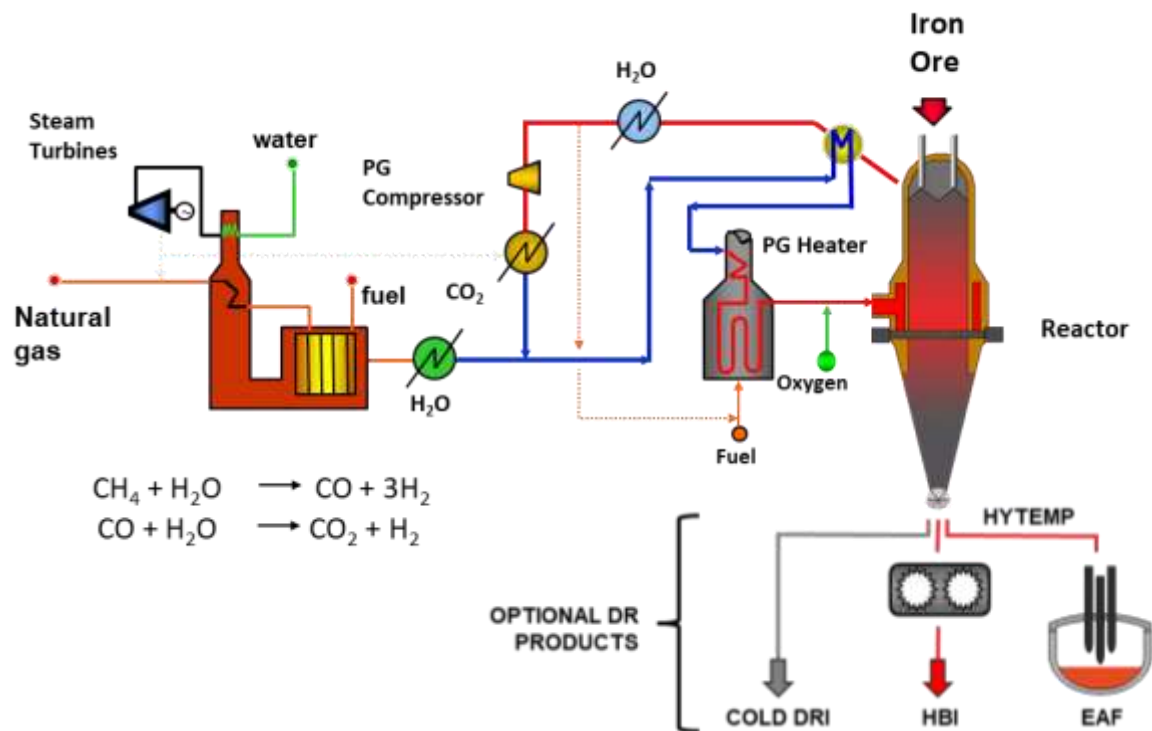 Iron
Ore
H₂O
Steam
Turbines
water
PG
Compressor
PG Heater
CO₂
fuel
Natural
gas
Reactor
H₂O
Oxygen
Fuel
CH₄ + H₂O → CO + 3H₂
CO + H₂O → CO₂ + H₂
HYTEMP
OPTIONAL DR
PRODUCTS
COLD DRI
HBI
EAF